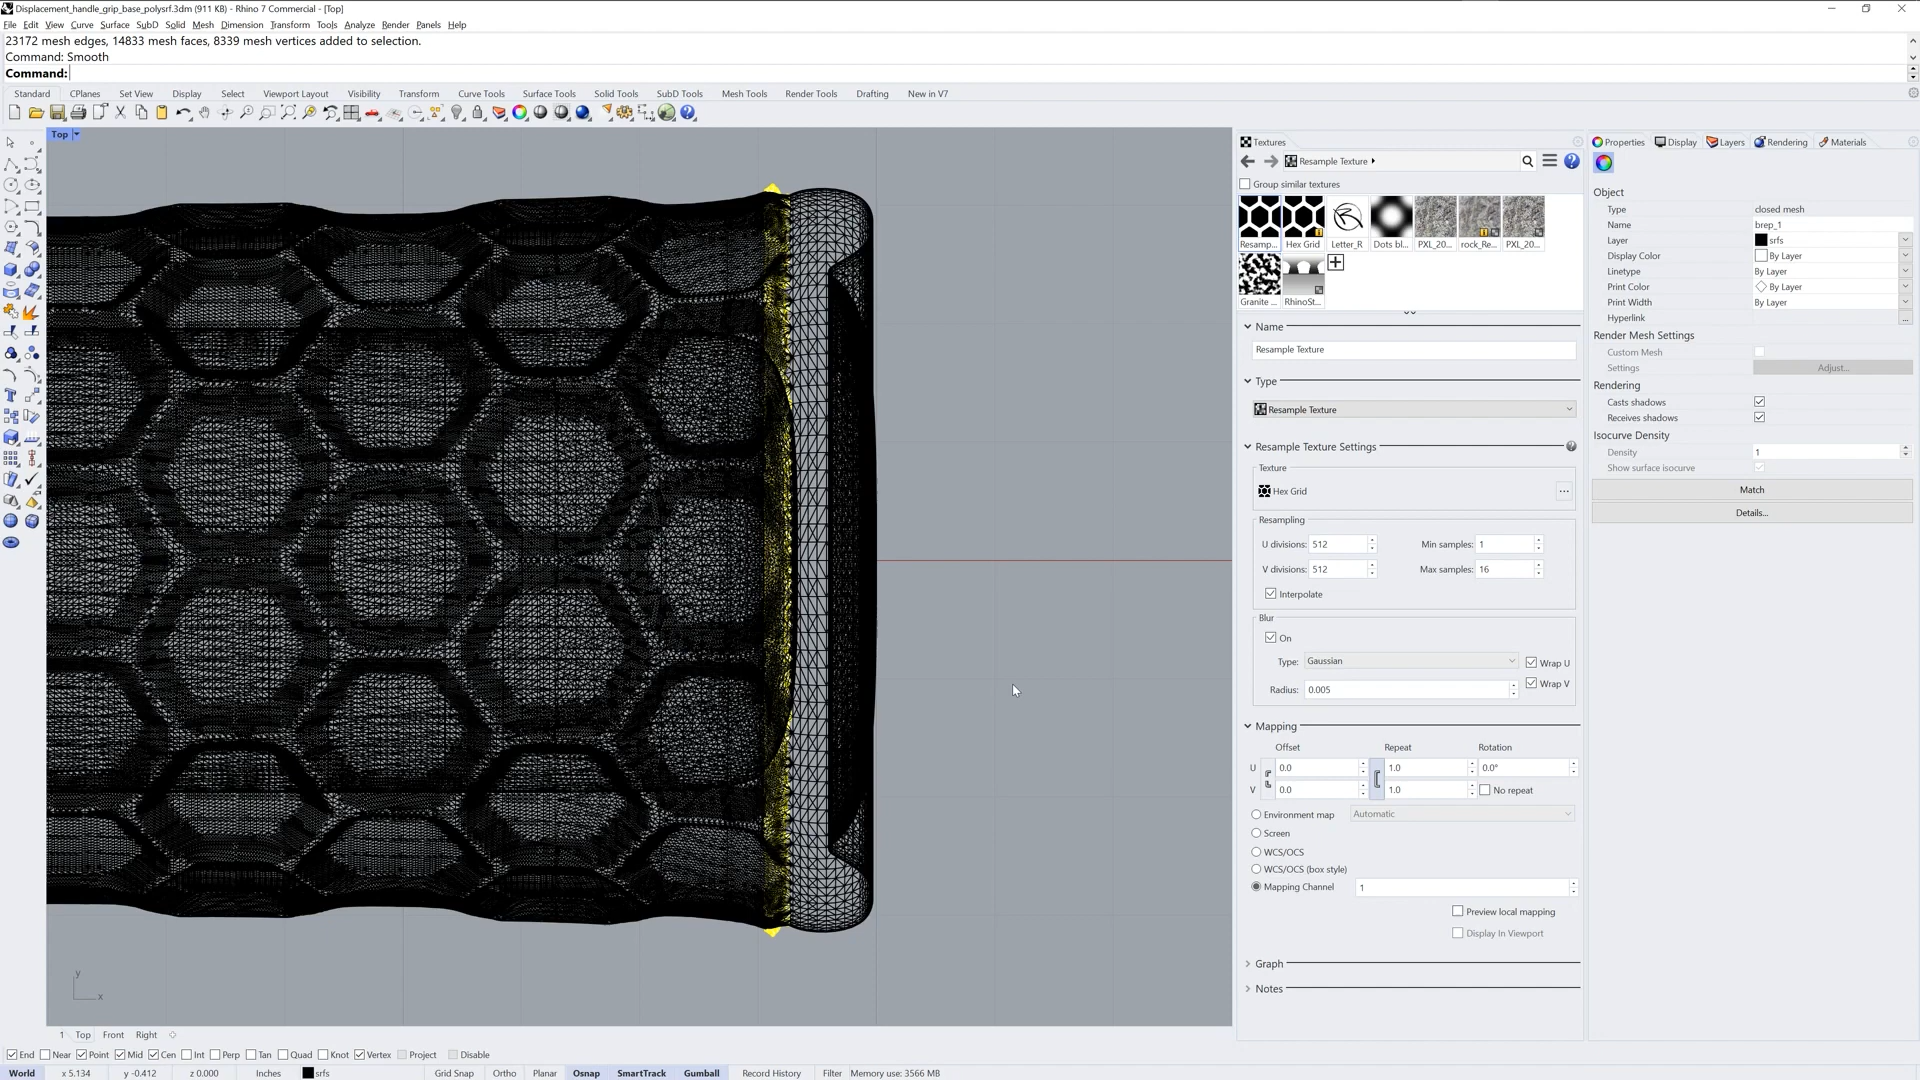 Displacement_handle_grip_base_polysrf.3dm (911 KB) - Rhino 7 Commercial - [Top]
File Edit View Curve Surface SubD Solid Mesh Dimension Transform Tools Analyze Render Panels Help
23172 mesh edges, 14833 mesh faces, 8339 mesh vertices added to selection.
Command: Smooth
Command:
Standard CPlanes Set View Display Select Viewport Layout Visibility Transform Curve Tools Surface Tools Solid Tools SubD Tools Mesh Tools Render Tools Drafting New in V7
Top
Textures
Resample Texture
Group similar textures
Resamp... Hex Grid Letter_R Dots bl... PXL_20... rock_Re... PXL_20...
Granite ... RhinoSt...
Name
Resample Texture
Type
Resample Texture
Resample Texture Settings
Texture
Hex Grid ...
Resampling
U divisions: 512 Min samples: 1
V divisions: 512 Max samples: 16
Interpolate
Blur
On
Type: Gaussian Wrap U
Radius: 0.005 Wrap V
Mapping
Offset Repeat Rotation
U 0.0 1.0 0.0°
V 0.0 1.0 No repeat
Environment map Automatic
Screen
WCS/OCS
WCS/OCS (box style)
Mapping Channel 1
Preview local mapping
Display In Viewport
Graph
Notes
Properties Display Layers Rendering Materials
Object
Type closed mesh
Name brep_1
Layer srfs
Display Color By Layer
Linetype By Layer
Print Color By Layer
Print Width By Layer
Hyperlink ...
Render Mesh Settings
Custom Mesh
Settings Adjust...
Rendering
Casts shadows
Receives shadows
Isocurve Density
Density 1
Show surface isocurve
Match
Details...
y
x
1 Top Front Right
End Near Point Mid Cen Int Perp Tan Quad Knot Vertex Project Disable
World x 5.134 y -0.412 z 0.000 Inches srfs Grid Snap Ortho Planar Osnap SmartTrack Gumball Record History Filter Memory use: 3566 MB